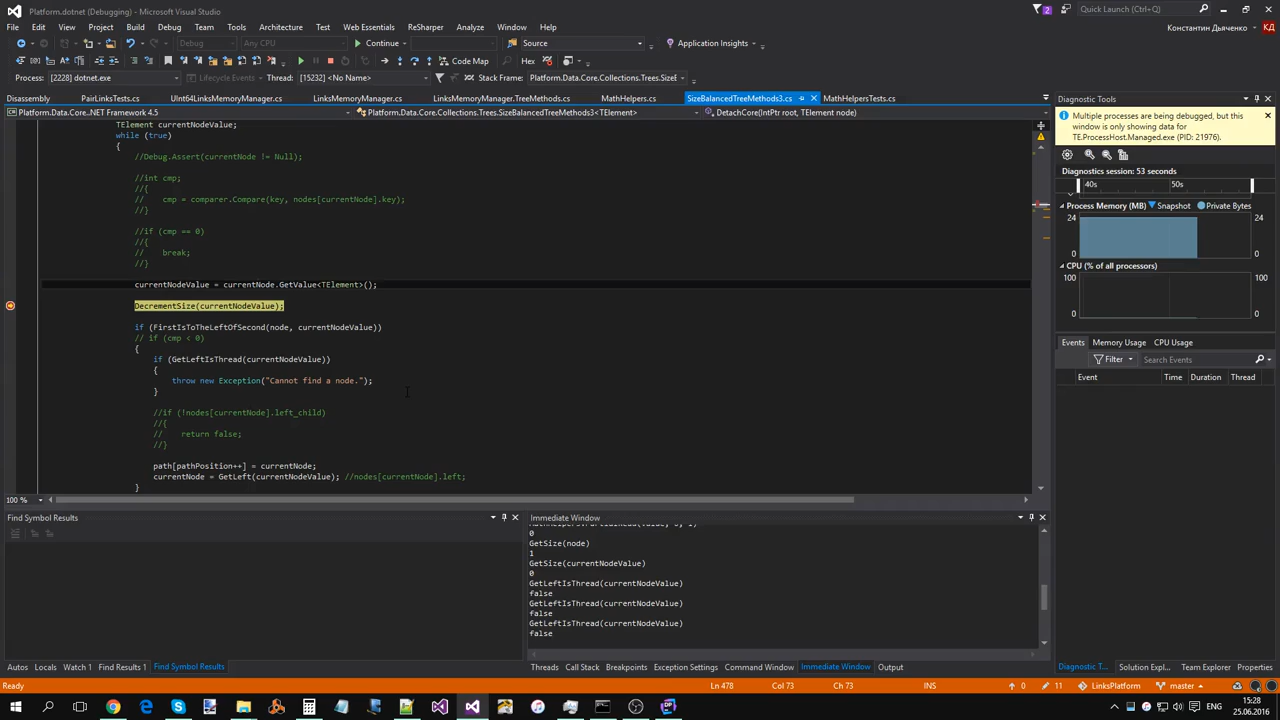 Platform.dotnet (Debugging) - Microsoft Visual Studio
2
Quick Launch (Ctrl+Q)
File Edit View Project Build Debug Team Tools Test Web Essentials ReSharper Analyze Window Help
Константин Дьяченко КД
Debug Any CPU Continue Source Application Insights
Hex Code Map
Process: [2228] dotnet.exe Lifecycle Events Thread: [15232] <No Name> Stack Frame: Platform.Data.Core.Collections.Trees.SizeE
Disassembly PairLinksTests.cs UInt64LinksMemoryManager.cs LinksMemoryManager.cs LinksMemoryManager.TreeMethods.cs MathHelpers.cs SizeBalancedTreeMethods3.cs MathHelpersTests.cs
Platform.Data.Core..NET Framework 4.5 Platform.Data.Core.Collections.Trees.SizeBalancedTreeMethods3<TElement> DetachCore(IntPtr root, TElement node)
TElement currentNodeValue;
while (true)
{
//Debug.Assert(currentNode != Null);
//int cmp;
//{
//    cmp = comparer.Compare(key, nodes[currentNode].key);
//}
//if (cmp == 0)
//{
//    break;
//}
currentNodeValue = currentNode.GetValue<TElement>();
DecrementSize(currentNodeValue);
if (FirstIsToTheLeftOfSecond(node, currentNodeValue))
// if (cmp < 0)
{
if (GetLeftIsThread(currentNodeValue))
{
throw new Exception("Cannot find a node.");
}
//if (!nodes[currentNode].left_child)
//{
//    return false;
//}
path[pathPosition++] = currentNode;
currentNode = GetLeft(currentNodeValue); //nodes[currentNode].left;
}
100 %
Diagnostic Tools
Multiple processes are being debugged, but this
window is only showing data for
TE.ProcessHost.Managed.exe (PID: 21976).
Diagnostics session: 53 seconds
40s 50s
Process Memory (MB) Snapshot Private Bytes
24 24
0 0
CPU (% of all processors)
100 100
0 0
Events Memory Usage CPU Usage
Filter Search Events
Event Time Duration Thread
Find Symbol Results
Immediate Window
0
GetSize(node)
1
GetSize(currentNodeValue)
0
GetLeftIsThread(currentNodeValue)
false
GetLeftIsThread(currentNodeValue)
false
GetLeftIsThread(currentNodeValue)
false
Autos Locals Watch 1 Find Results 1 Find Symbol Results
Threads Call Stack Breakpoints Exception Settings Command Window Immediate Window Output
Diagnostic T... Solution Expl... Team Explorer Properties
Ready Ln 478 Col 73 Ch 73 INS 0 11 LinksPlatform master
ENG
15:28
25.06.2016